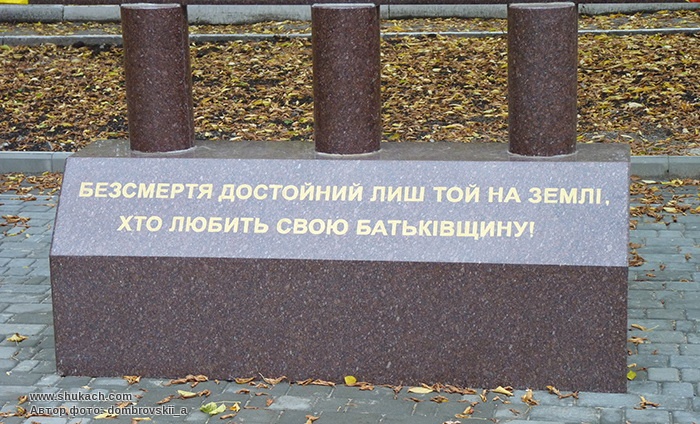 БЕЗСМЕРТЯ ДОСТОЙНИЙ ЛИШ ТОЙ НА ЗЕМЛІ,
ХТО ЛЮБИТЬ СВОЮ БАТЬКІВЩИНУ!
www.shukach.com
Автор фото: dombrovskii_a